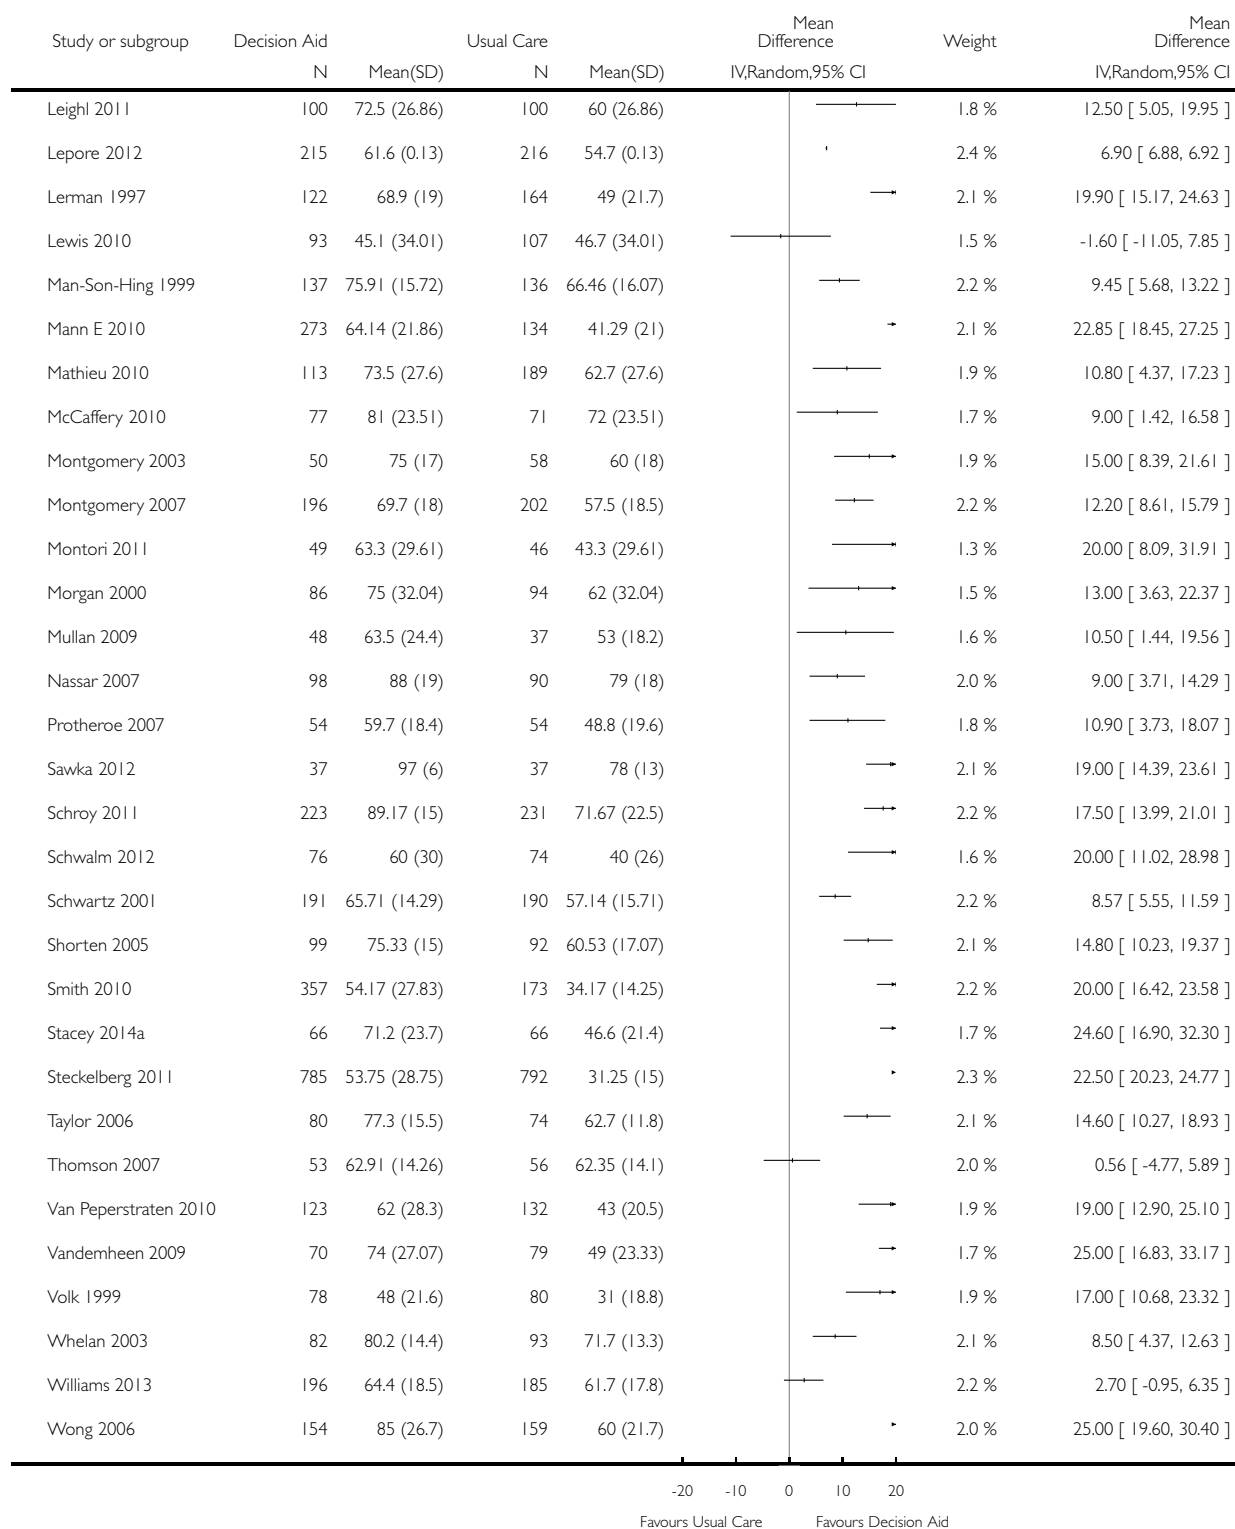 Mean Mean
Study or subgroup Decision Aid Usual Care Difference Weight Difference
N Mean(SD) N Mean(SD) IV,Random,95% CI IV,Random,95% CI
Leighl 2011 100 72.5 (26.86) 100 60 (26.86) 1.8 % 12.50 [ 5.05, 19.95 ]
Lepore 2012 215 61.6 (0.13) 216 54.7 (0.13) 2.4 % 6.90 [ 6.88, 6.92 ]
Lerman 1997 122 68.9 (19) 164 49 (21.7) 2.1 % 19.90 [ 15.17, 24.63 ]
Lewis 2010 93 45.1 (34.01) 107 46.7 (34.01) 1.5 % -1.60 [ -11.05, 7.85 ]
Man-Son-Hing 1999 137 75.91 (15.72) 136 66.46 (16.07) 2.2 % 9.45 [ 5.68, 13.22 ]
Mann E 2010 273 64.14 (21.86) 134 41.29 (21) 2.1 % 22.85 [ 18.45, 27.25 ]
Mathieu 2010 113 73.5 (27.6) 189 62.7 (27.6) 1.9 % 10.80 [ 4.37, 17.23 ]
McCaffery 2010 77 81 (23.51) 71 72 (23.51) 1.7 % 9.00 [ 1.42, 16.58 ]
Montgomery 2003 50 75 (17) 58 60 (18) 1.9 % 15.00 [ 8.39, 21.61 ]
Montgomery 2007 196 69.7 (18) 202 57.5 (18.5) 2.2 % 12.20 [ 8.61, 15.79 ]
Montori 2011 49 63.3 (29.61) 46 43.3 (29.61) 1.3 % 20.00 [ 8.09, 31.91 ]
Morgan 2000 86 75 (32.04) 94 62 (32.04) 1.5 % 13.00 [ 3.63, 22.37 ]
Mullan 2009 48 63.5 (24.4) 37 53 (18.2) 1.6 % 10.50 [ 1.44, 19.56 ]
Nassar 2007 98 88 (19) 90 79 (18) 2.0 % 9.00 [ 3.71, 14.29 ]
Protheroe 2007 54 59.7 (18.4) 54 48.8 (19.6) 1.8 % 10.90 [ 3.73, 18.07 ]
Sawka 2012 37 97 (6) 37 78 (13) 2.1 % 19.00 [ 14.39, 23.61 ]
Schroy 2011 223 89.17 (15) 231 71.67 (22.5) 2.2 % 17.50 [ 13.99, 21.01 ]
Schwalm 2012 76 60 (30) 74 40 (26) 1.6 % 20.00 [ 11.02, 28.98 ]
Schwartz 2001 191 65.71 (14.29) 190 57.14 (15.71) 2.2 % 8.57 [ 5.55, 11.59 ]
Shorten 2005 99 75.33 (15) 92 60.53 (17.07) 2.1 % 14.80 [ 10.23, 19.37 ]
Smith 2010 357 54.17 (27.83) 173 34.17 (14.25) 2.2 % 20.00 [ 16.42, 23.58 ]
Stacey 2014a 66 71.2 (23.7) 66 46.6 (21.4) 1.7 % 24.60 [ 16.90, 32.30 ]
Steckelberg 2011 785 53.75 (28.75) 792 31.25 (15) 2.3 % 22.50 [ 20.23, 24.77 ]
Taylor 2006 80 77.3 (15.5) 74 62.7 (11.8) 2.1 % 14.60 [ 10.27, 18.93 ]
Thomson 2007 53 62.91 (14.26) 56 62.35 (14.1) 2.0 % 0.56 [ -4.77, 5.89 ]
Van Peperstraten 2010 123 62 (28.3) 132 43 (20.5) 1.9 % 19.00 [ 12.90, 25.10 ]
Vandemheen 2009 70 74 (27.07) 79 49 (23.33) 1.7 % 25.00 [ 16.83, 33.17 ]
Volk 1999 78 48 (21.6) 80 31 (18.8) 1.9 % 17.00 [ 10.68, 23.32 ]
Whelan 2003 82 80.2 (14.4) 93 71.7 (13.3) 2.1 % 8.50 [ 4.37, 12.63 ]
Williams 2013 196 64.4 (18.5) 185 61.7 (17.8) 2.2 % 2.70 [ -0.95, 6.35 ]
Wong 2006 154 85 (26.7) 159 60 (21.7) 2.0 % 25.00 [ 19.60, 30.40 ]
-20 -10 0 10 20
Favours Usual Care Favours Decision Aid